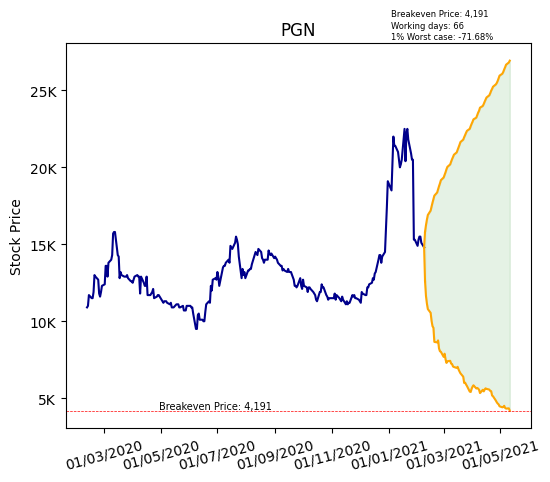 Breakeven Price: 4,191
Working days: 66
1% Worst case: -71.68%
PGN
Stock Price
25K
20K
15K
10K
5K
Breakeven Price: 4,191
01/03/2020
01/05/2020
01/07/2020
01/09/2020
01/11/2020
01/01/2021
01/03/2021
01/05/2021